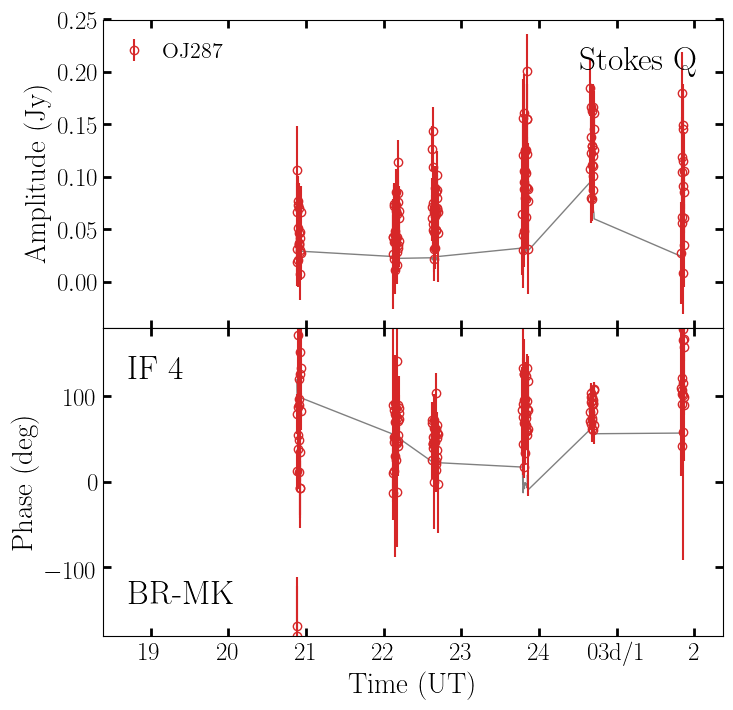 0.25
OJ287
Stokes Q
0.20
0.15
0.10
0.05
0.00
Amplitude (Jy)
IF 4
100
0
−100
Phase (deg)
BR-MK
19 20 21 22 23 24 03d/1 2
Time (UT)